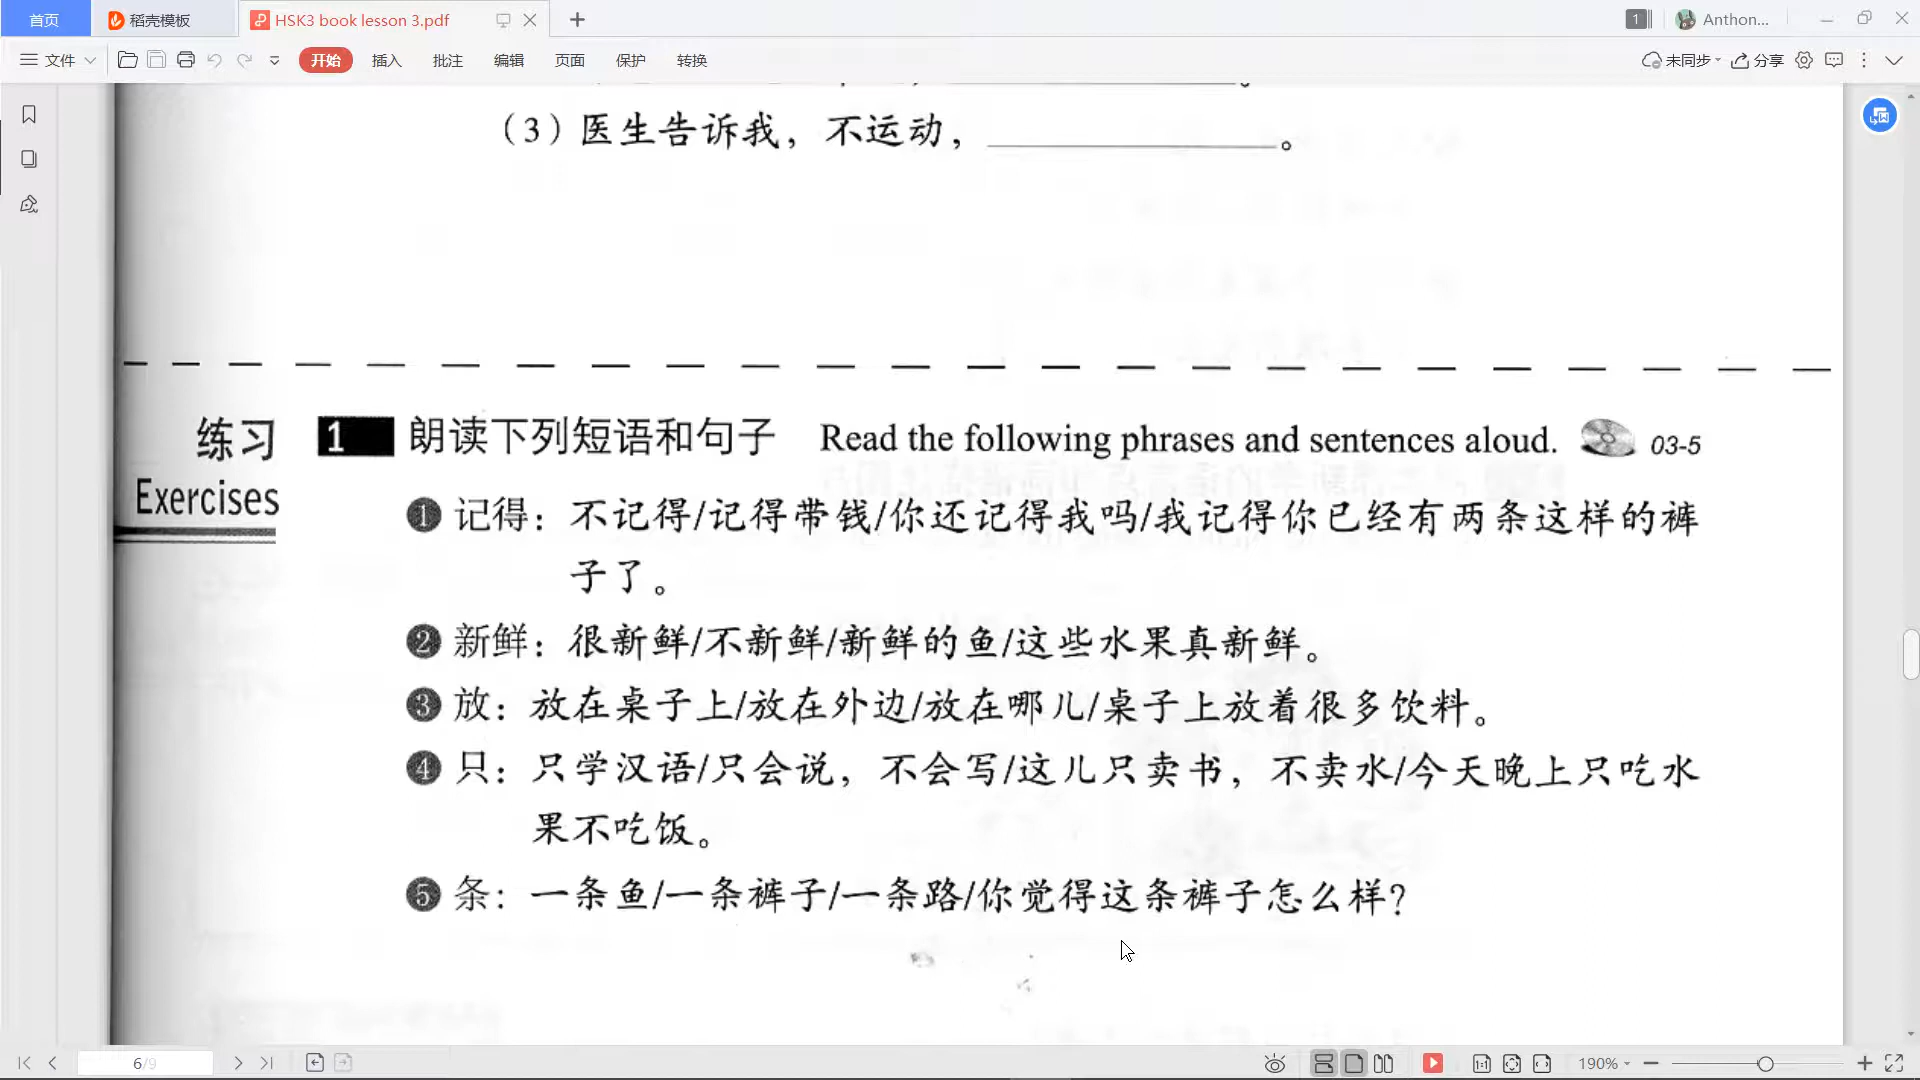 首页
稻壳模板
HSK3 book lesson 3.pdf
1
Anthon...
文件
开始
插入
批注
编辑
页面
保护
转换
未同步
分享
(3) 医生告诉我，不运动，____________。
练习
Exercises
1 朗读下列短语和句子 Read the following phrases and sentences aloud. 03-5
❶ 记得：不记得/记得带钱/你还记得我吗/我记得你已经有两条这样的裤
子了。
❷ 新鲜：很新鲜/不新鲜/新鲜的鱼/这些水果真新鲜。
❸ 放：放在桌子上/放在外边/放在哪儿/桌子上放着很多饮料。
❹ 只：只学汉语/只会说，不会写/这儿只卖书，不卖水/今天晚上只吃水
果不吃饭。
❺ 条：一条鱼/一条裤子/一条路/你觉得这条裤子怎么样？
6/9
190%